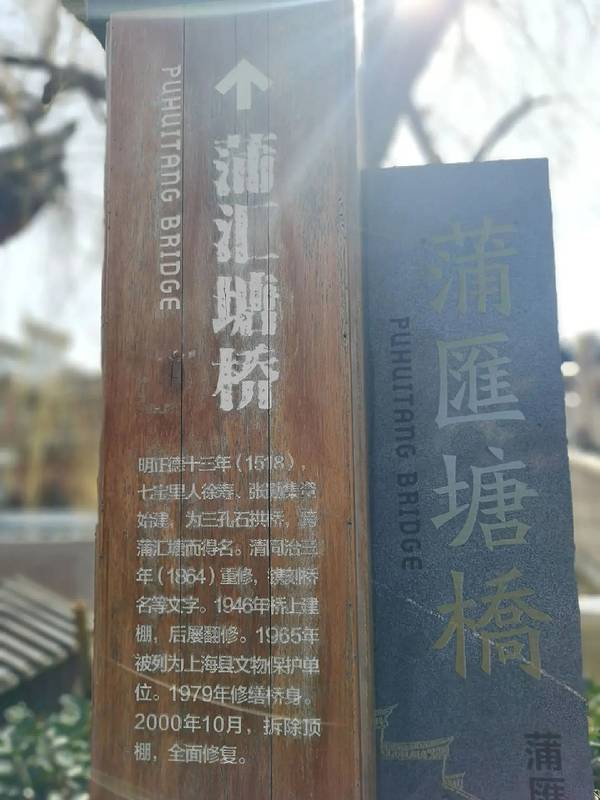 PUHUITANG BRIDGE
蒲汇塘桥
明正德十三年（1518），
七宝里人徐寿、张勋集资
始建，为三孔石拱桥，跨
蒲汇塘而得名。清同治三
年（1864）重修，镌刻桥
名等文字。1946年桥上建
棚，后屡翻修。1965年
被列为上海县文物保护单
位。1979年修缮桥身。
2000年10月，拆除顶
棚，全面修复。
蒲匯塘橋
PUHUITANG BRIDGE
蒲匯